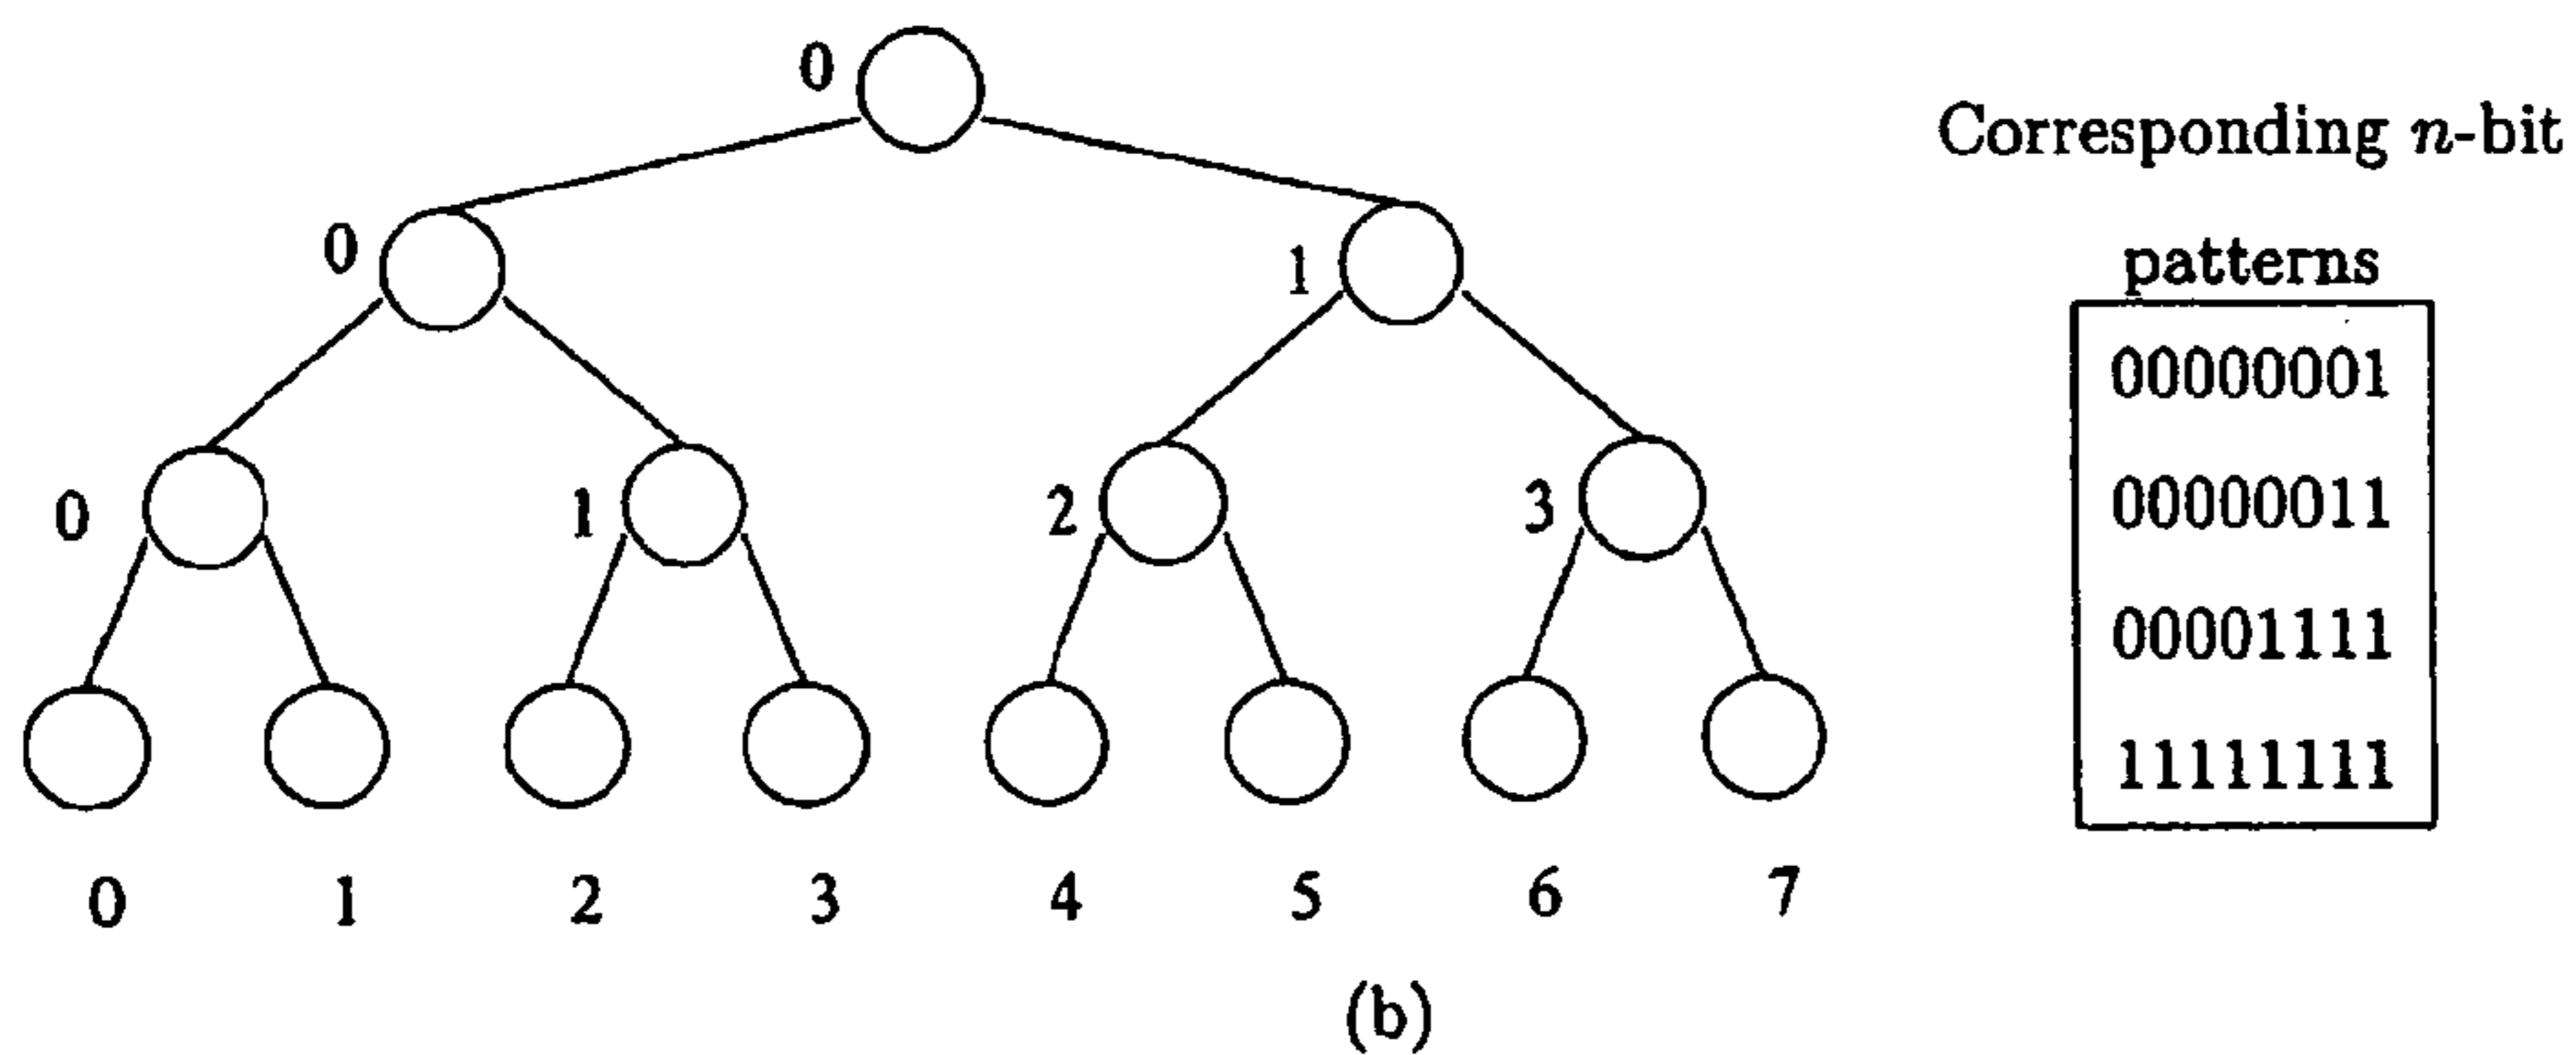 0
Corresponding n-bit
0
1
patterns
00000001
0 1 2 3
00000011
00001111
11111111
0 1 2 3 4 5 6 7
(b)